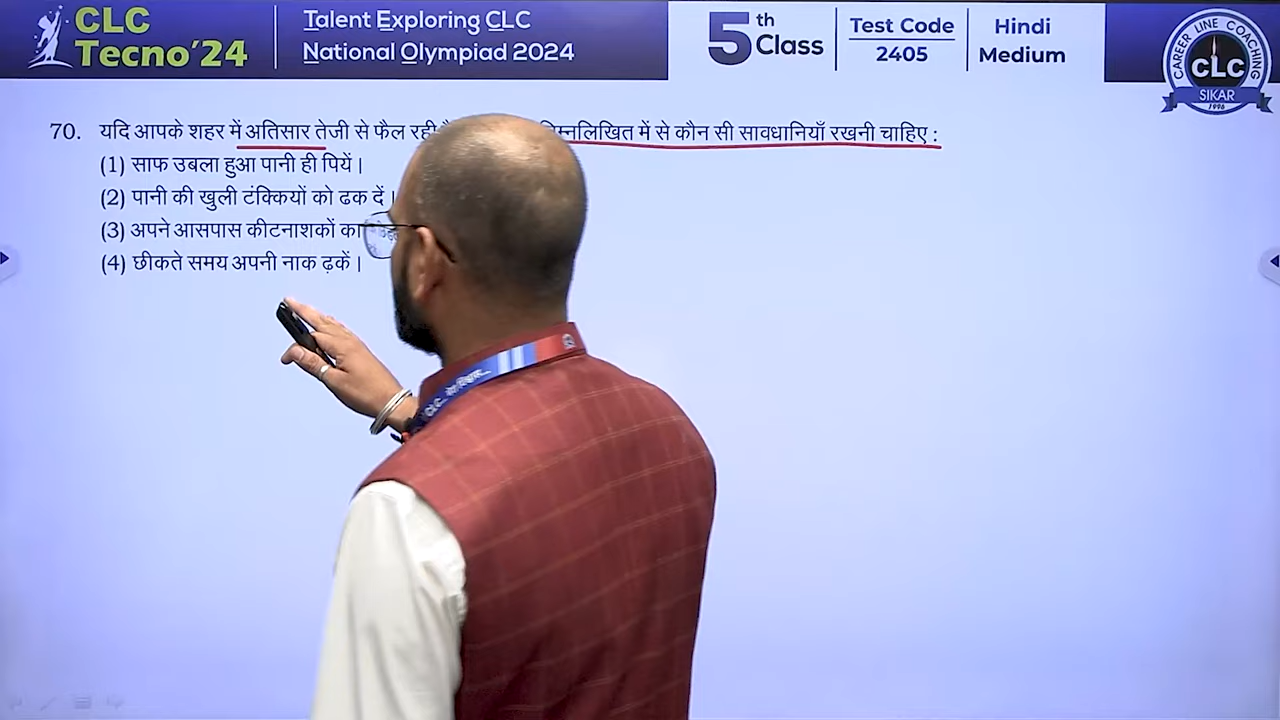 CLC
Tecno'24
Talent Exploring CLC
National Olympiad 2024
5th Class
Test Code
2405
Hindi
Medium
CAREER LINE COACHING
CLC
SIKAR
1996
70. यदि आपके शहर में अतिसार तेजी से फैल रही निम्नलिखित में से कौन सी सावधानियाँ रखनी चाहिए :
(1) साफ उबला हुआ पानी ही पियें।
(2) पानी की खुली टंक्कियों को ढक दें।
(3) अपने आसपास कीटनाशकों का
(4) छीकते समय अपनी नाक ढ़कें।
CLC